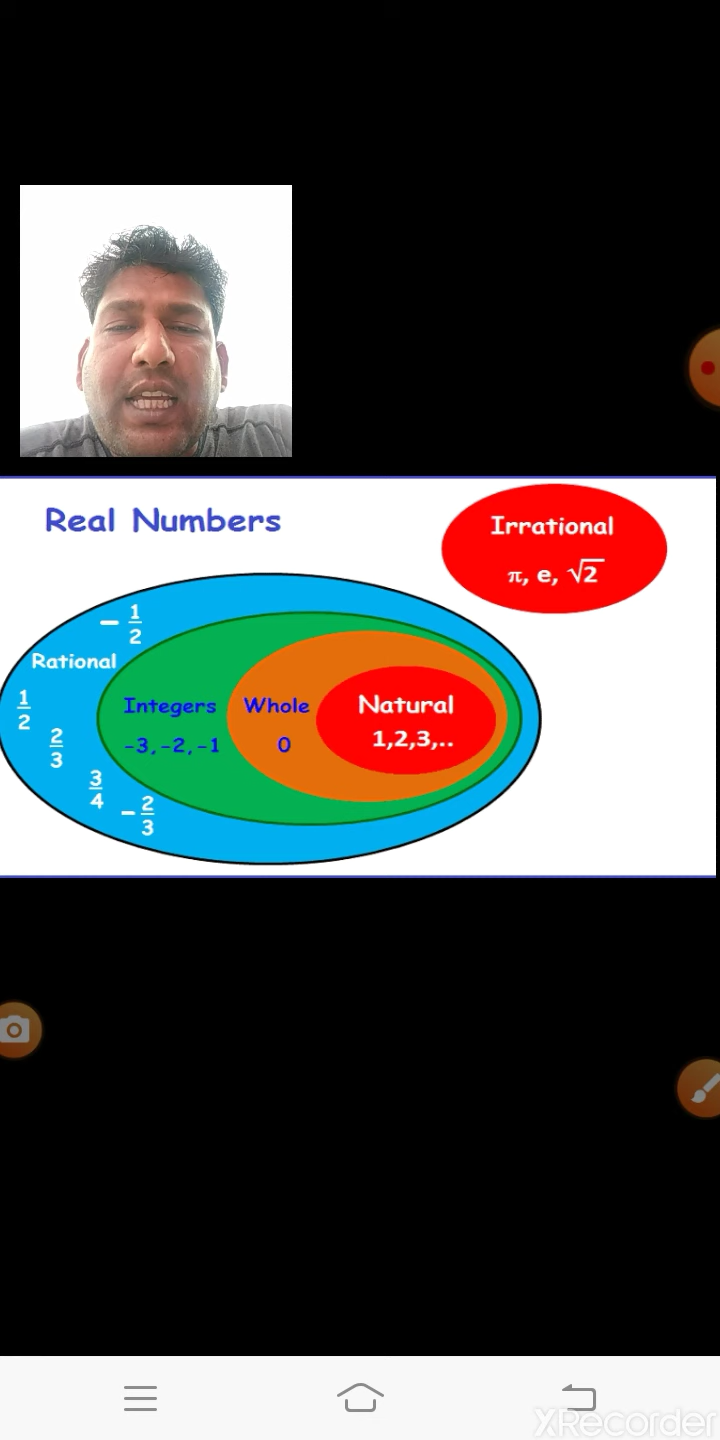 Real Numbers
Irrational
π, e, √2
- 1/2
Rational
1/2
2/3
3/4
- 2/3
Integers
-3, -2, -1
Whole
0
Natural
1,2,3,..
XRecorder